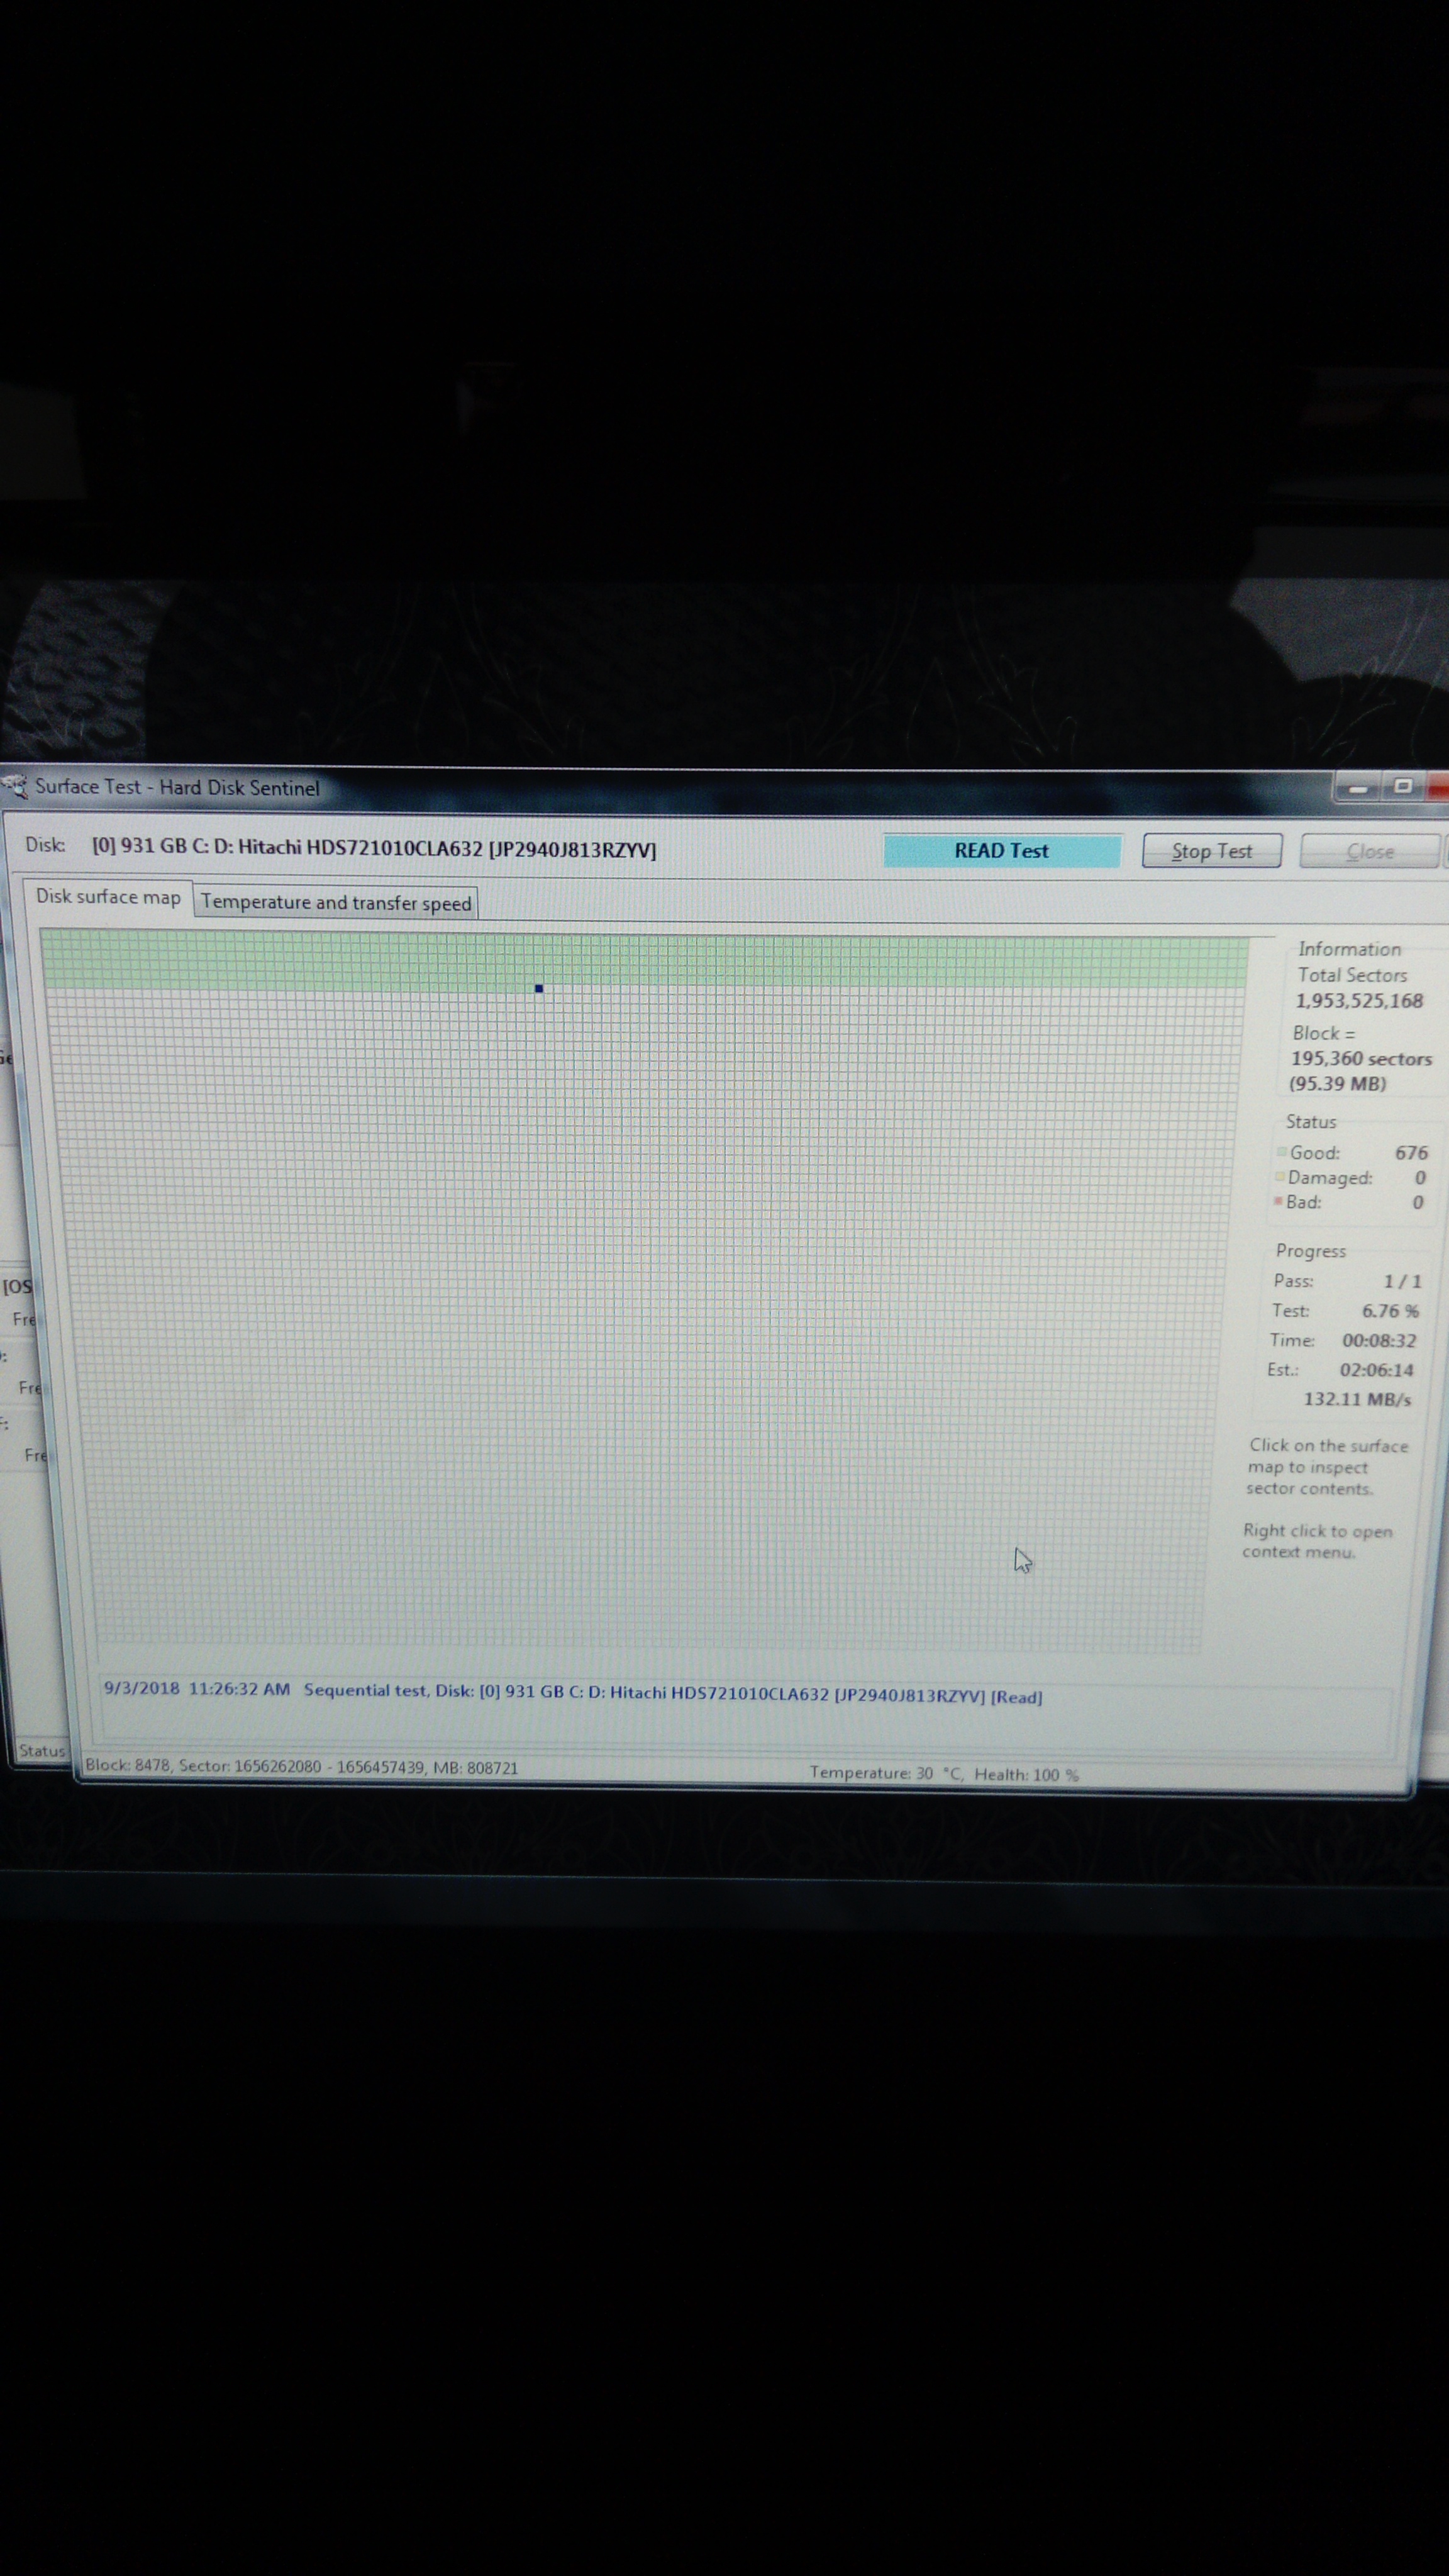 Surface Test - Hard Disk Sentinel
Disk: [0] 931 GB C: D: Hitachi HDS721010CLA632 [JP2940J813RZYV]
READ Test
Stop Test
Close
Disk surface map
Temperature and transfer speed
Information
Total Sectors
1,953,525,168
Block =
195,360 sectors
(95.39 MB)
Status
Good: 676
Damaged: 0
Bad: 0
Progress
Pass: 1 / 1
Test: 6.76 %
Time: 00:08:32
Est.: 02:06:14
132.11 MB/s
Click on the surface
map to inspect
sector contents.
Right click to open
context menu.
[OS
Fre
Fre
Fre
9/3/2018 11:26:32 AM Sequential test, Disk: [0] 931 GB C: D: Hitachi HDS721010CLA632 [JP2940J813RZYV] [Read]
Status
Block: 8478, Sector: 1656262080 - 1656457439, MB: 808721
Temperature: 30 °C, Health: 100 %